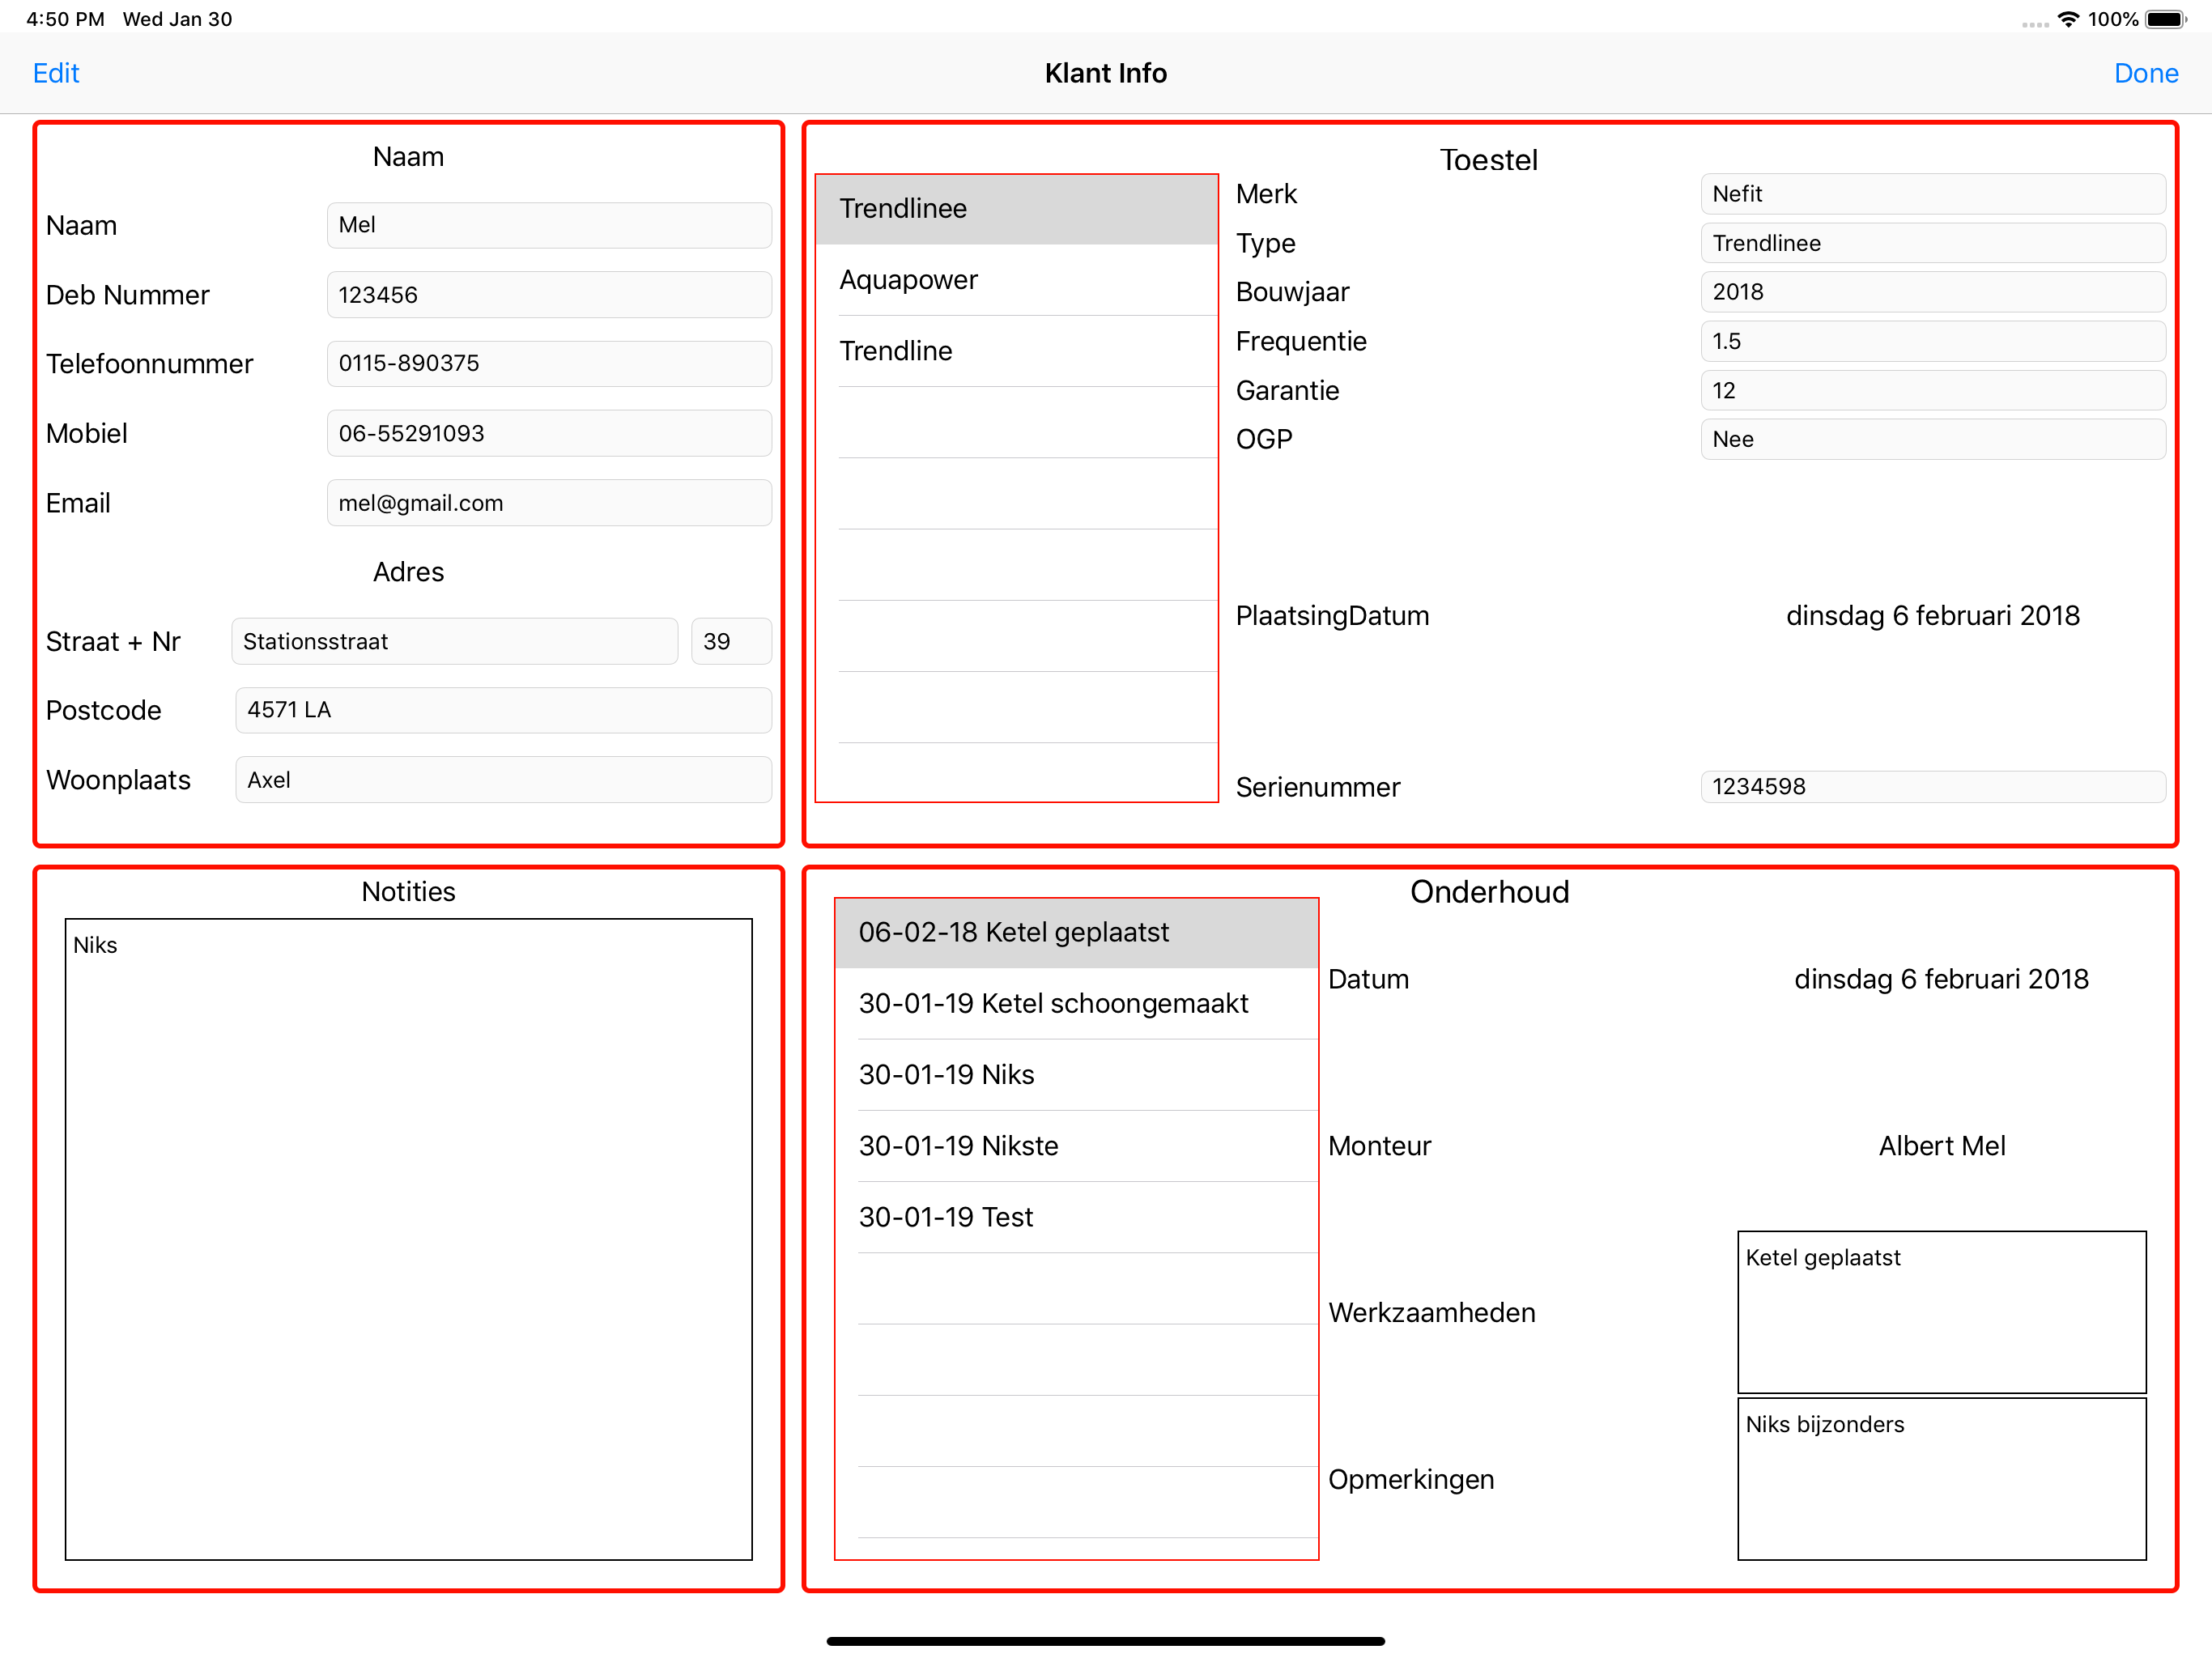 4:50 PM Wed Jan 30
100%
Edit
Klant Info
Done
Naam
Naam
Mel
Deb Nummer
123456
Telefoonnummer
0115-890375
Mobiel
06-55291093
Email
mel@gmail.com
Adres
Straat + Nr
Stationsstraat
39
Postcode
4571 LA
Woonplaats
Axel
Toestel
Trendlinee
Aquapower
Trendline
Merk
Nefit
Type
Trendlinee
Bouwjaar
2018
Frequentie
1.5
Garantie
12
OGP
Nee
PlaatsingDatum
dinsdag 6 februari 2018
Serienummer
1234598
Notities
Niks
Onderhoud
06-02-18 Ketel geplaatst
30-01-19 Ketel schoongemaakt
30-01-19 Niks
30-01-19 Nikste
30-01-19 Test
Datum
dinsdag 6 februari 2018
Monteur
Albert Mel
Werkzaamheden
Ketel geplaatst
Opmerkingen
Niks bijzonders